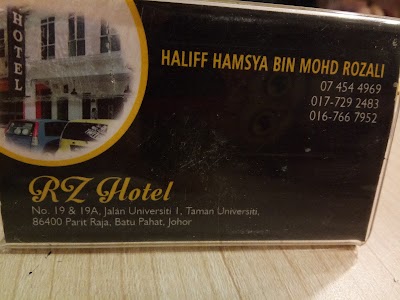 HOTEL
HALIFF HAMSYA BIN MOHD ROZALI
07 454 4969
017-729 2483
016-766 7952
RZ Hotel
No. 19 & 19A, Jalan Universiti 1, Taman Universiti,
86400 Parit Raja, Batu Pahat, Johor